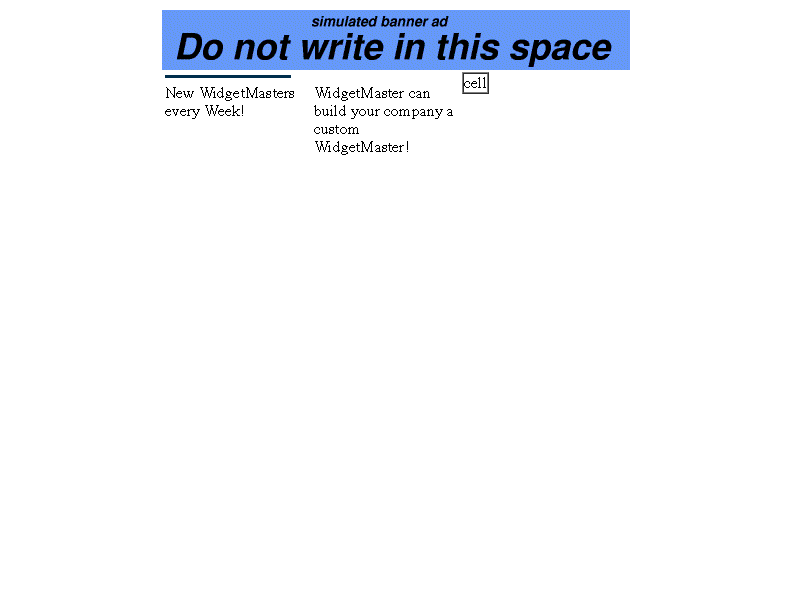 simulated banner ad
Do not write in this space
New WidgetMasters
every Week!
WidgetMaster can
build your company a
custom
WidgetMaster!
cell